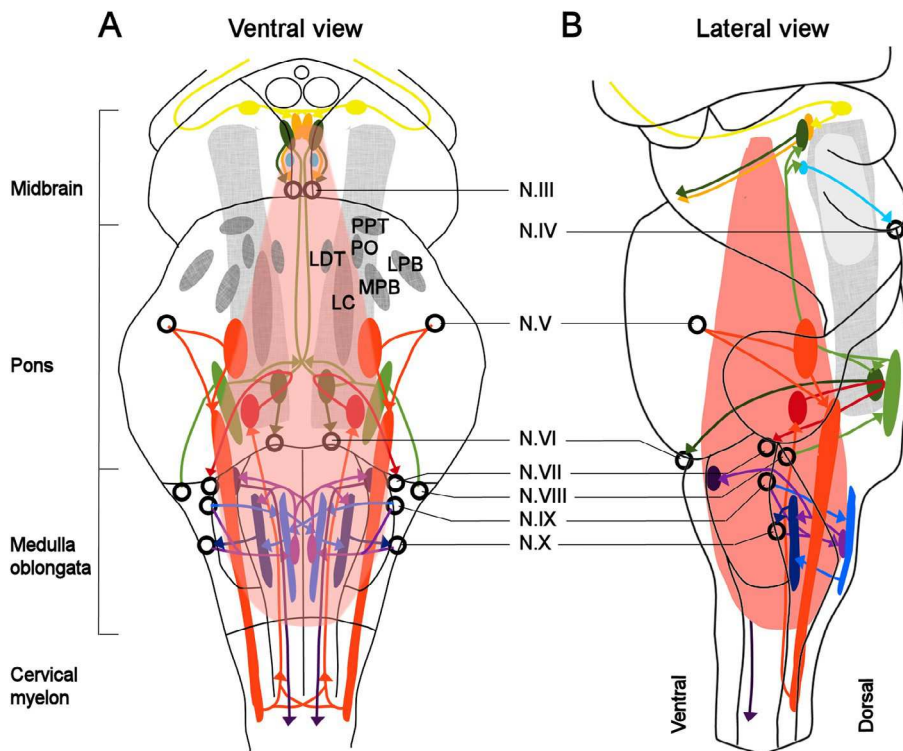 A
Ventral view
B
Lateral view
Midbrain
Pons
Medulla
oblongata
Cervical
myelon
PPT
PO
LDT
LPB
MPB
LC
N.III
N.IV
N.V
N.VI
N.VII
N.VIII
N.IX
N.X
Ventral
Dorsal